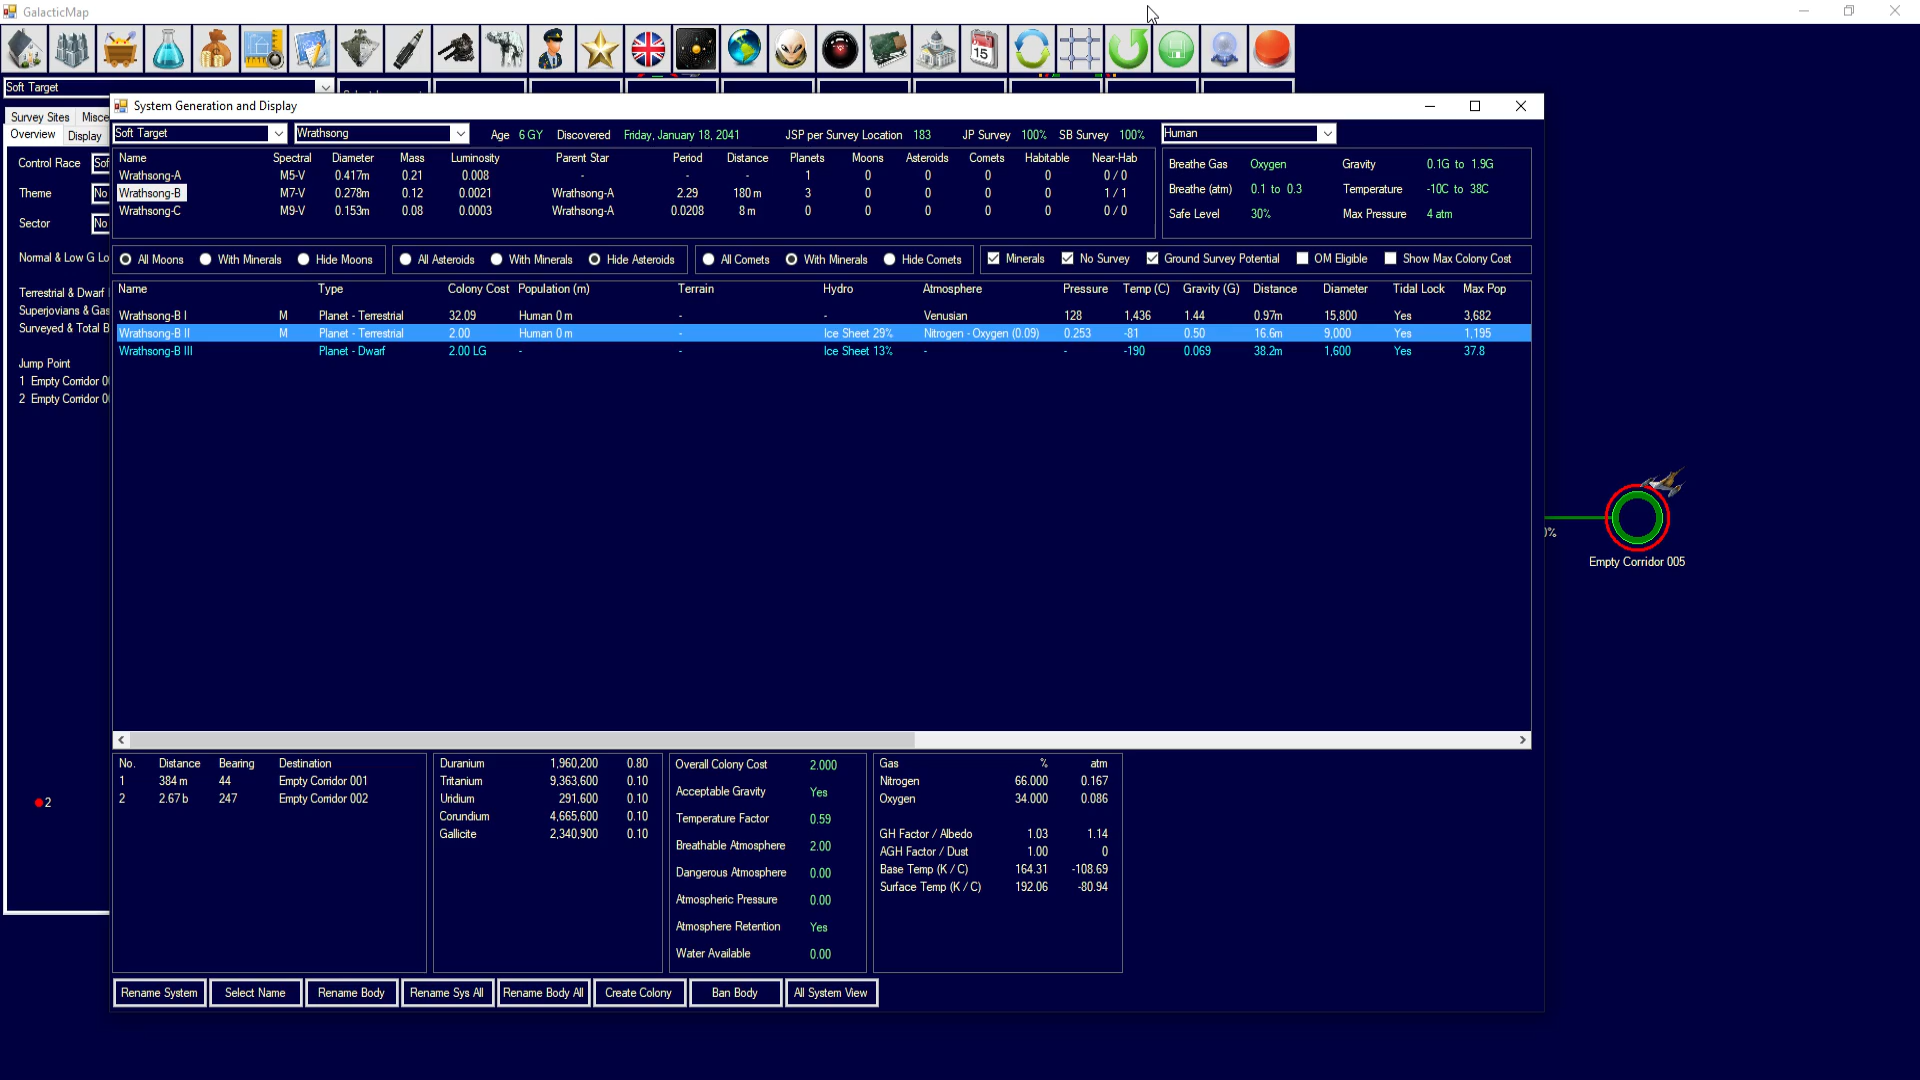 GalacticMap
15
Soft Target
System Generation and Display
Survey Sites Misce
Overview Display
Soft Target Wrathsong Age 6 GY Discovered Friday, January 18, 2041 JSP per Survey Location 183 JP Survey 100% SB Survey 100% Human
Control Race Sof
Theme No
Sector No
Normal & Low G Lo
Terrestrial & Dwarf
Superjovians & Gas
Surveyed & Total B
Jump Point
1 Empty Corridor 0
2 Empty Corridor 0
2
Name Spectral Diameter Mass Luminosity Parent Star Period Distance Planets Moons Asteroids Comets Habitable Near-Hab
Wrathsong-A M5-V 0.417m 0.21 0.008 - - - 1 0 0 0 0 0 / 0
Wrathsong-B M7-V 0.278m 0.12 0.0021 Wrathsong-A 2.29 180 m 3 0 0 0 0 1 / 1
Wrathsong-C M9-V 0.153m 0.08 0.0003 Wrathsong-A 0.0208 8 m 0 0 0 0 0 0 / 0
Breathe Gas Oxygen Gravity 0.1G to 1.9G
Breathe (atm) 0.1 to 0.3 Temperature -10C to 38C
Safe Level 30% Max Pressure 4 atm
All Moons With Minerals Hide Moons All Asteroids With Minerals Hide Asteroids All Comets With Minerals Hide Comets Minerals No Survey Ground Survey Potential OM Eligible Show Max Colony Cost
Name Type Colony Cost Population (m) Terrain Hydro Atmosphere Pressure Temp (C) Gravity (G) Distance Diameter Tidal Lock Max Pop
Wrathsong-B I M Planet - Terrestrial 32.09 Human 0 m - - Venusian 128 1,436 1.44 0.97m 15,800 Yes 3,682
Wrathsong-B II M Planet - Terrestrial 2.00 Human 0 m - Ice Sheet 29% Nitrogen - Oxygen (0.09) 0.253 -81 0.50 16.6m 9,000 Yes 1,195
Wrathsong-B III Planet - Dwarf 2.00 LG - - Ice Sheet 13% - - -190 0.069 38.2m 1,600 Yes 37.8
0%
Empty Corridor 005
No. Distance Bearing Destination
1 384 m 44 Empty Corridor 001
2 2.67 b 247 Empty Corridor 002
Duranium 1,960,200 0.80
Tritanium 9,363,600 0.10
Uridium 291,600 0.10
Corundium 4,665,600 0.10
Gallicite 2,340,900 0.10
Overall Colony Cost 2.000
Acceptable Gravity Yes
Temperature Factor 0.59
Breathable Atmosphere 2.00
Dangerous Atmosphere 0.00
Atmospheric Pressure 0.00
Atmosphere Retention Yes
Water Available 0.00
Gas % atm
Nitrogen 66.000 0.167
Oxygen 34.000 0.086
GH Factor / Albedo 1.03 1.14
AGH Factor / Dust 1.00 0
Base Temp (K / C) 164.31 -108.69
Surface Temp (K / C) 192.06 -80.94
Rename System Select Name Rename Body Rename Sys All Rename Body All Create Colony Ban Body All System View